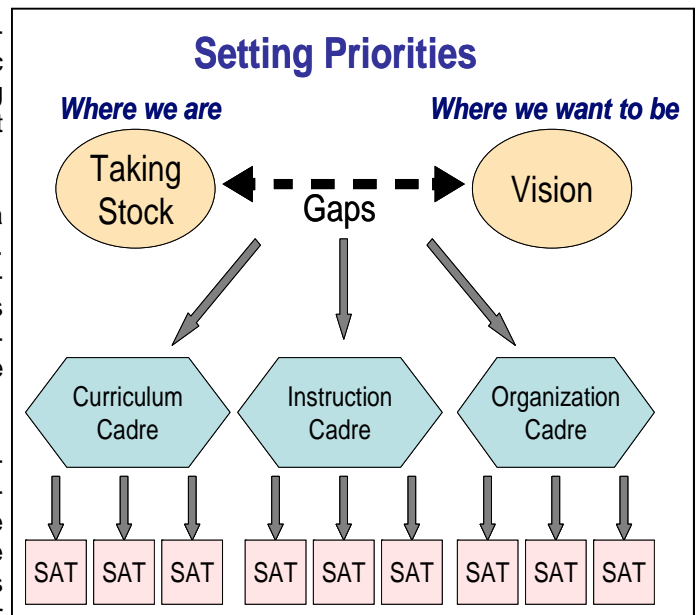 Setting Priorities
Where we are
Where we want to be
Taking
Stock
Vision
Gaps
Curriculum
Cadre
Instruction
Cadre
Organization
Cadre
SAT SAT SAT SAT SAT SAT SAT SAT SAT